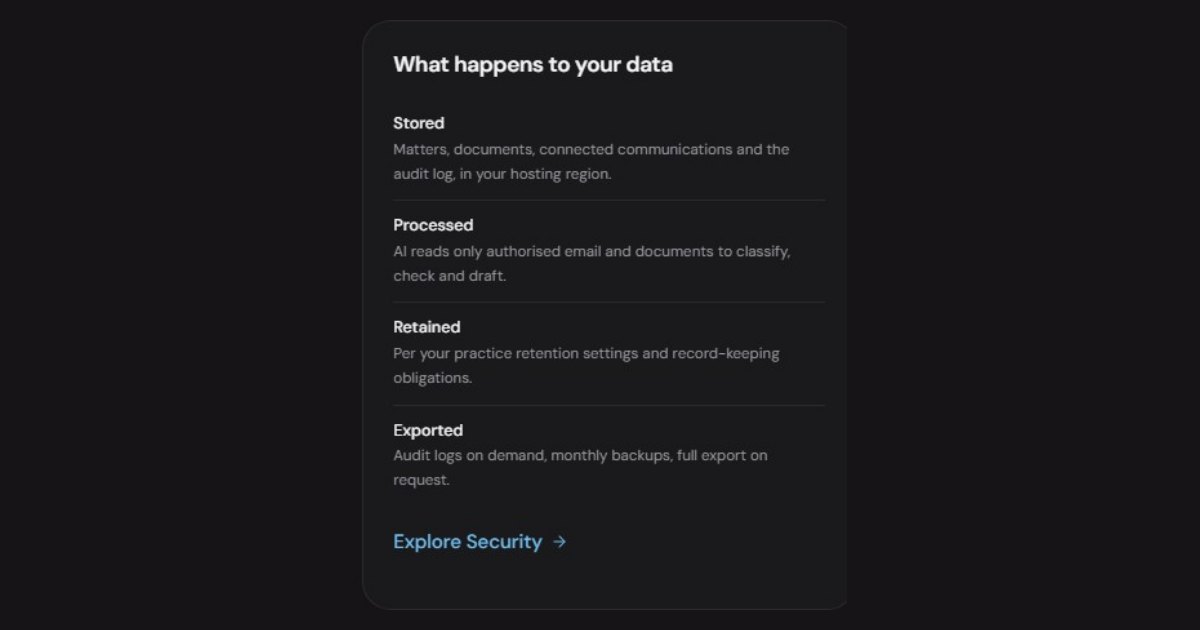 What happens to your data
Stored
Matters, documents, connected communications and the
audit log, in your hosting region.
Processed
AI reads only authorised email and documents to classify,
check and draft.
Retained
Per your practice retention settings and record-keeping
obligations.
Exported
Audit logs on demand, monthly backups, full export on
request.
Explore Security →